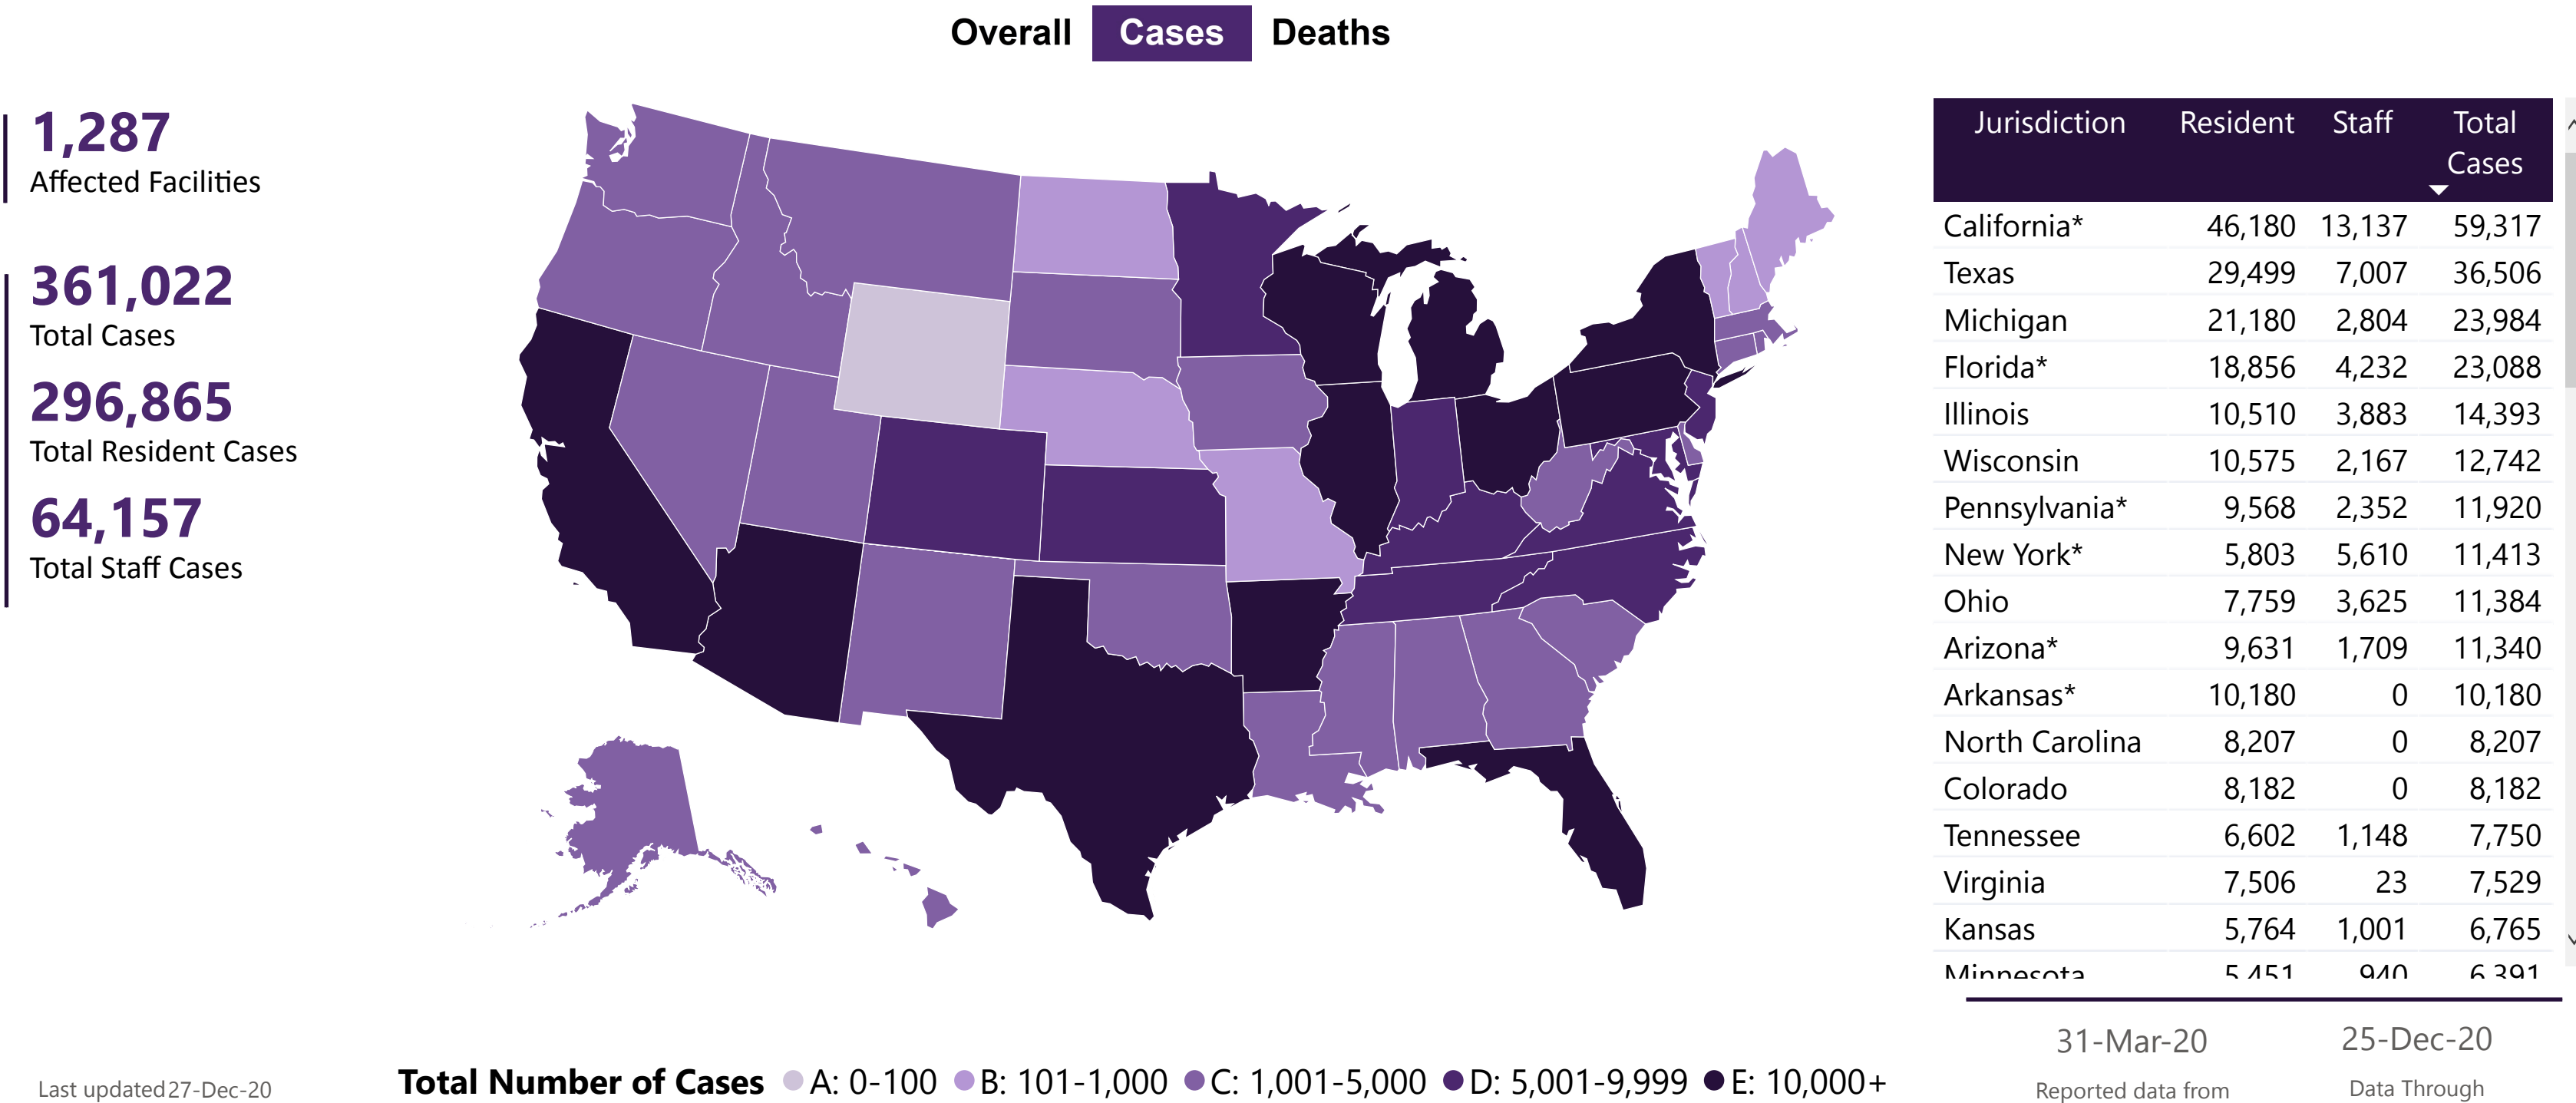 Overall Cases Deaths
1,287
Affected Facilities
361,022
Total Cases
296,865
Total Resident Cases
64,157
Total Staff Cases
Jurisdiction Resident Staff Total Cases
California* 46,180 13,137 59,317
Texas 29,499 7,007 36,506
Michigan 21,180 2,804 23,984
Florida* 18,856 4,232 23,088
Illinois 10,510 3,883 14,393
Wisconsin 10,575 2,167 12,742
Pennsylvania* 9,568 2,352 11,920
New York* 5,803 5,610 11,413
Ohio 7,759 3,625 11,384
Arizona* 9,631 1,709 11,340
Arkansas* 10,180 0 10,180
North Carolina 8,207 0 8,207
Colorado 8,182 0 8,182
Tennessee 6,602 1,148 7,750
Virginia 7,506 23 7,529
Kansas 5,764 1,001 6,765
Minnesota 5,451 940 6,391
31-Mar-20 25-Dec-20
Reported data from Data Through
Total Number of Cases A: 0-100 B: 101-1,000 C: 1,001-5,000 D: 5,001-9,999 E: 10,000+
Last updated 27-Dec-20